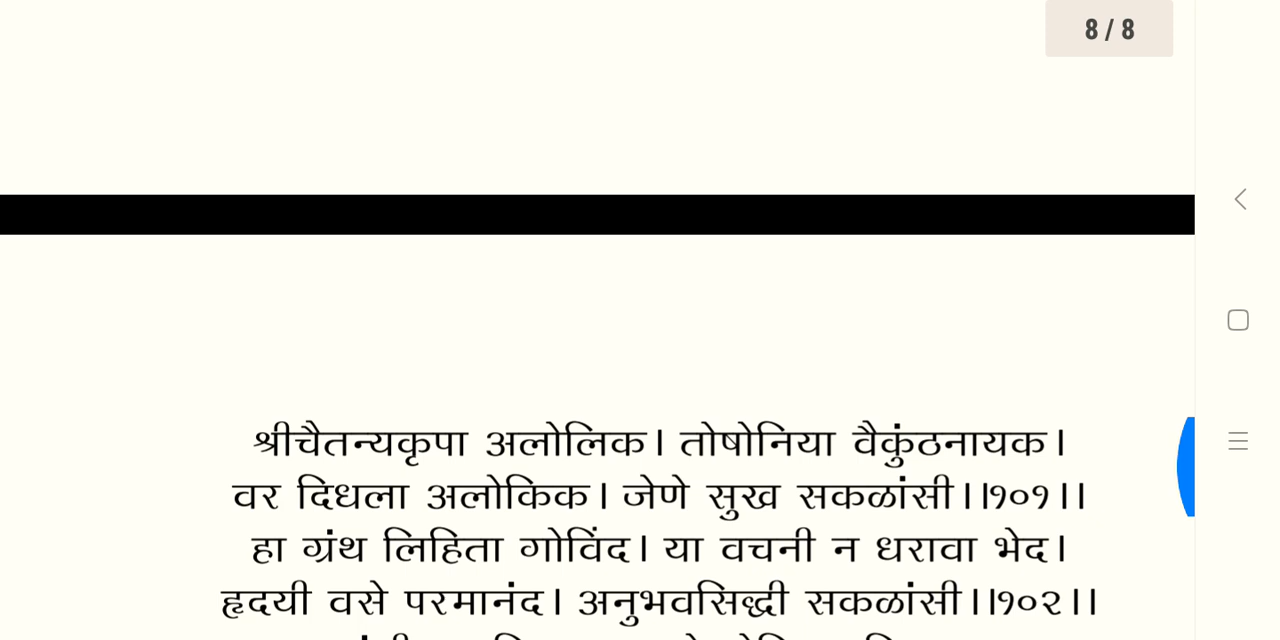 8 / 8
श्रीचैतन्यकृपा अलोलिक। तोषोनिया वैकुंठनायक।
वर दिधला अलोकिक। जेणे सुख सकळांसी।।१०१।।
हा ग्रंथ लिहिता गोविंद। या वचनी न धरावा भेद।
हृदयी वसे परमानंद। अनुभवसिद्धी सकळांसी।।१०२।।